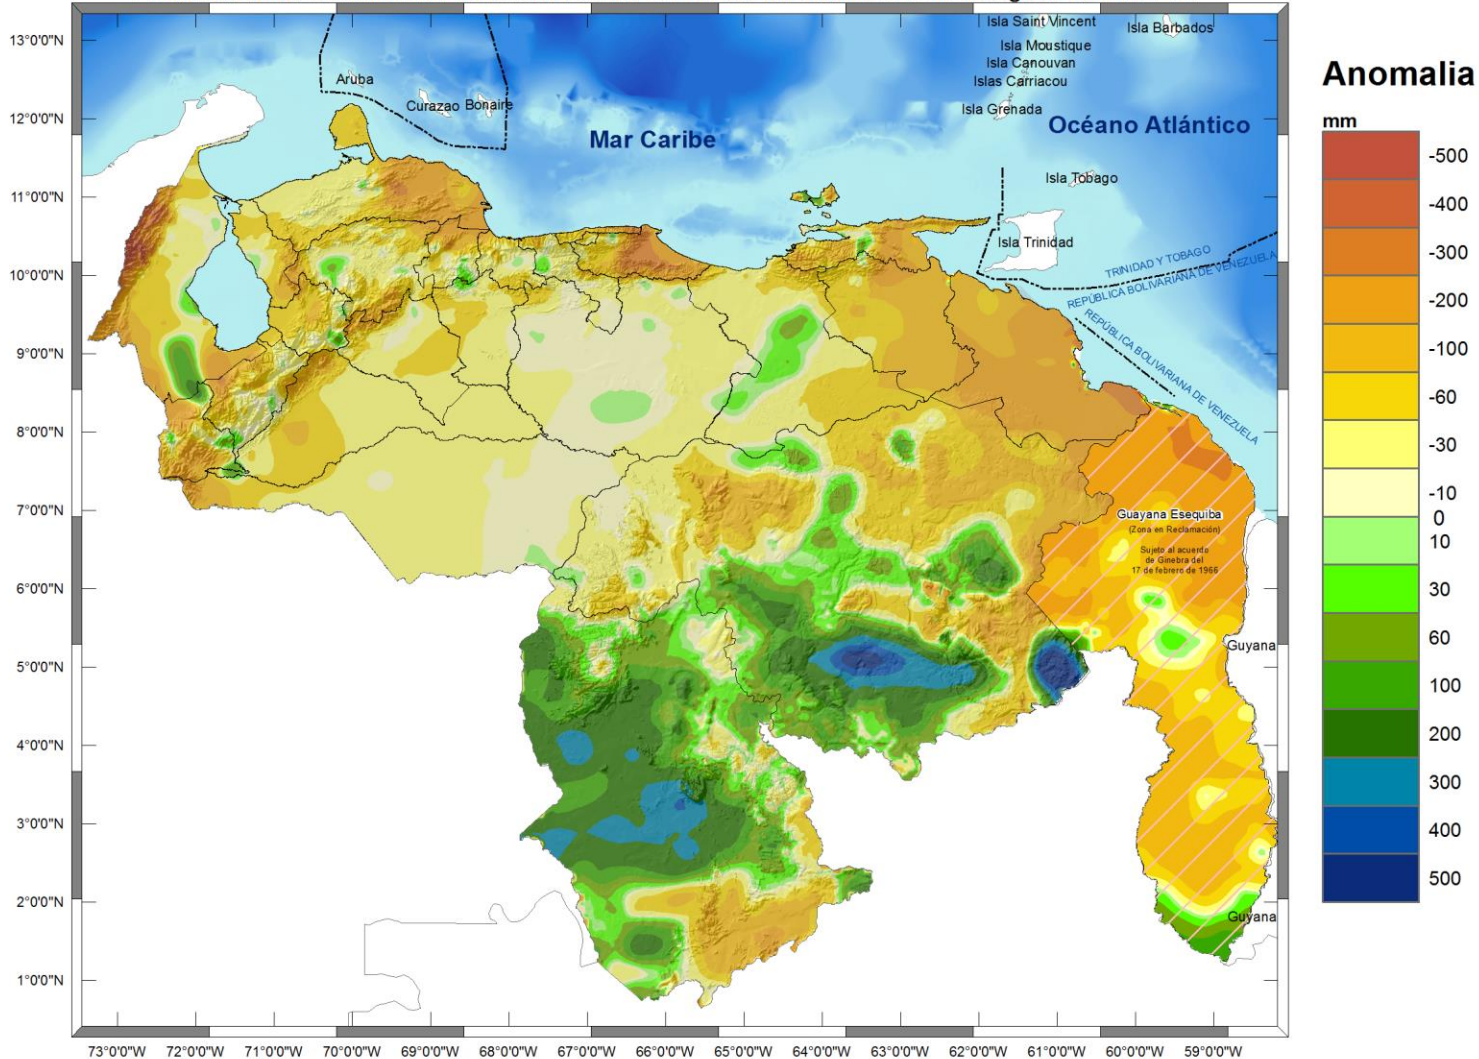 Isla Saint Vincent
Isla Barbados
Isla Moustique
Isla Canouvan
Islas Carriacou
Isla Grenada
Aruba
Curazao
Bonaire
Mar Caribe
Océano Atlántico
Isla Tobago
Isla Trinidad
TRINIDAD Y TOBAGO
REPÚBLICA BOLIVARIANA DE VENEZUELA
REPÚBLICA BOLIVARIANA DE VENEZUELA
Guayana Esequiba
(Zona en Reclamación)
Sujeto al acuerdo
de Ginebra del
17 de febrero de 1966
Guyana
Guyana
13°0'0"N
12°0'0"N
11°0'0"N
10°0'0"N
9°0'0"N
8°0'0"N
7°0'0"N
6°0'0"N
5°0'0"N
4°0'0"N
3°0'0"N
2°0'0"N
1°0'0"N
73°0'0"W
72°0'0"W
71°0'0"W
70°0'0"W
69°0'0"W
68°0'0"W
67°0'0"W
66°0'0"W
65°0'0"W
64°0'0"W
63°0'0"W
62°0'0"W
61°0'0"W
60°0'0"W
59°0'0"W
Anomalia
mm
-500
-400
-300
-200
-100
-60
-30
-10
0
10
30
60
100
200
300
400
500